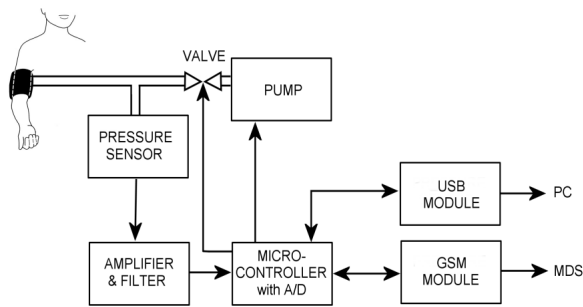 VALVE
PUMP
PRESSURE
SENSOR
USB
MODULE
PC
AMPLIFIER
& FILTER
MICRO-
CONTROLLER
with A/D
GSM
MODULE
MDS